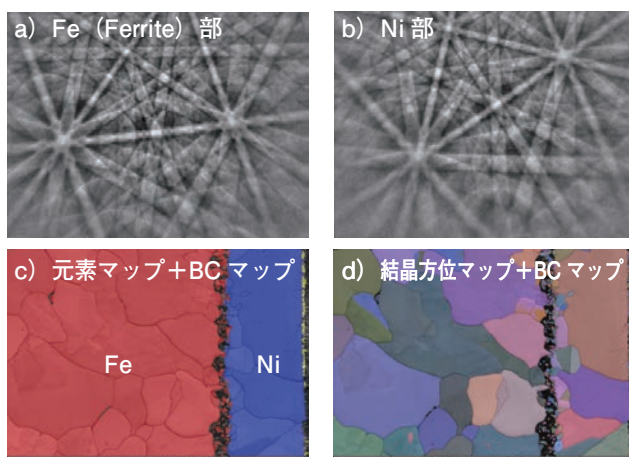 a）Fe（Ferrite）部
b）Ni 部
c）元素マップ＋BC マップ
Fe
Ni
d）結晶方位マップ＋BC マップ